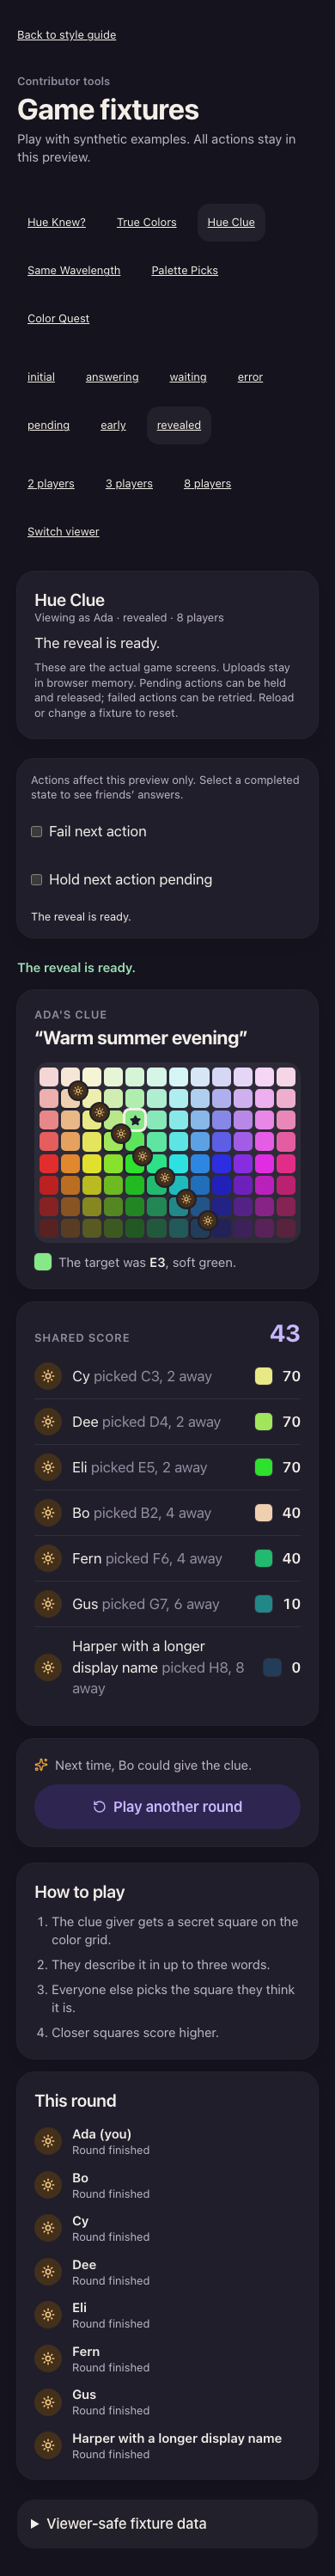 Back to style guide
Contributor tools
Game fixtures
Play with synthetic examples. All actions stay in
this preview.
Hue Knew?
True Colors
Hue Clue
Same Wavelength
Palette Picks
Color Quest
initial
answering
waiting
error
pending
early
revealed
2 players
3 players
8 players
Switch viewer
Hue Clue
Viewing as Ada · revealed · 8 players
The reveal is ready.
These are the actual game screens. Uploads stay
in browser memory. Pending actions can be held
and released; failed actions can be retried. Reload
or change a fixture to reset.
Actions affect this preview only. Select a completed
state to see friends’ answers.
Fail next action
Hold next action pending
The reveal is ready.
The reveal is ready.
ADA'S CLUE
“Warm summer evening”
The target was E3, soft green.
SHARED SCORE 43
Cy picked C3, 2 away 70
Dee picked D4, 2 away 70
Eli picked E5, 2 away 70
Bo picked B2, 4 away 40
Fern picked F6, 4 away 40
Gus picked G7, 6 away 10
Harper with a longer
display name picked H8, 8
away 0
Next time, Bo could give the clue.
Play another round
How to play
1. The clue giver gets a secret square on the
color grid.
2. They describe it in up to three words.
3. Everyone else picks the square they think
it is.
4. Closer squares score higher.
This round
Ada (you)
Round finished
Bo
Round finished
Cy
Round finished
Dee
Round finished
Eli
Round finished
Fern
Round finished
Gus
Round finished
Harper with a longer display name
Round finished
Viewer-safe fixture data